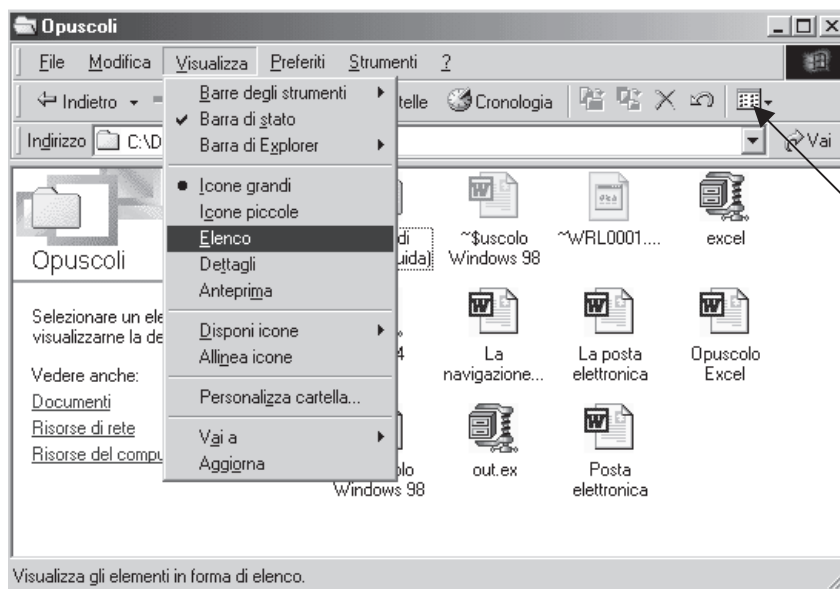 Opuscoli
File Modifica Visualizza Preferiti Strumenti ?
Indietro telle Cronologia
Indirizzo C:\D Vai
Barre degli strumenti
Barra di stato
Barra di Explorer
Icone grandi
Icone piccole
Elenco
Dettagli
Anteprima
Disponi icone
Allinea icone
Personalizza cartella...
Vai a
Aggiorna
Opuscoli
Selezionare un ele
visualizzarne la de
Vedere anche:
Documenti
Risorse di rete
Risorse del compu
di ~$uscolo ~WRL0001.... excel
uida) Windows 98
4 La La posta Opuscolo
navigazione... elettronica Excel
lo out.ex Posta
Windows 98 elettronica
Visualizza gli elementi in forma di elenco.